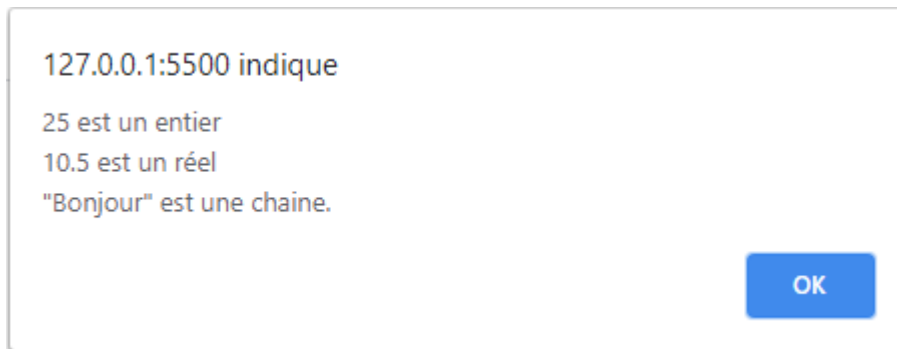 127.0.0.1:5500 indique
25 est un entier
10.5 est un réel
"Bonjour" est une chaine.
OK